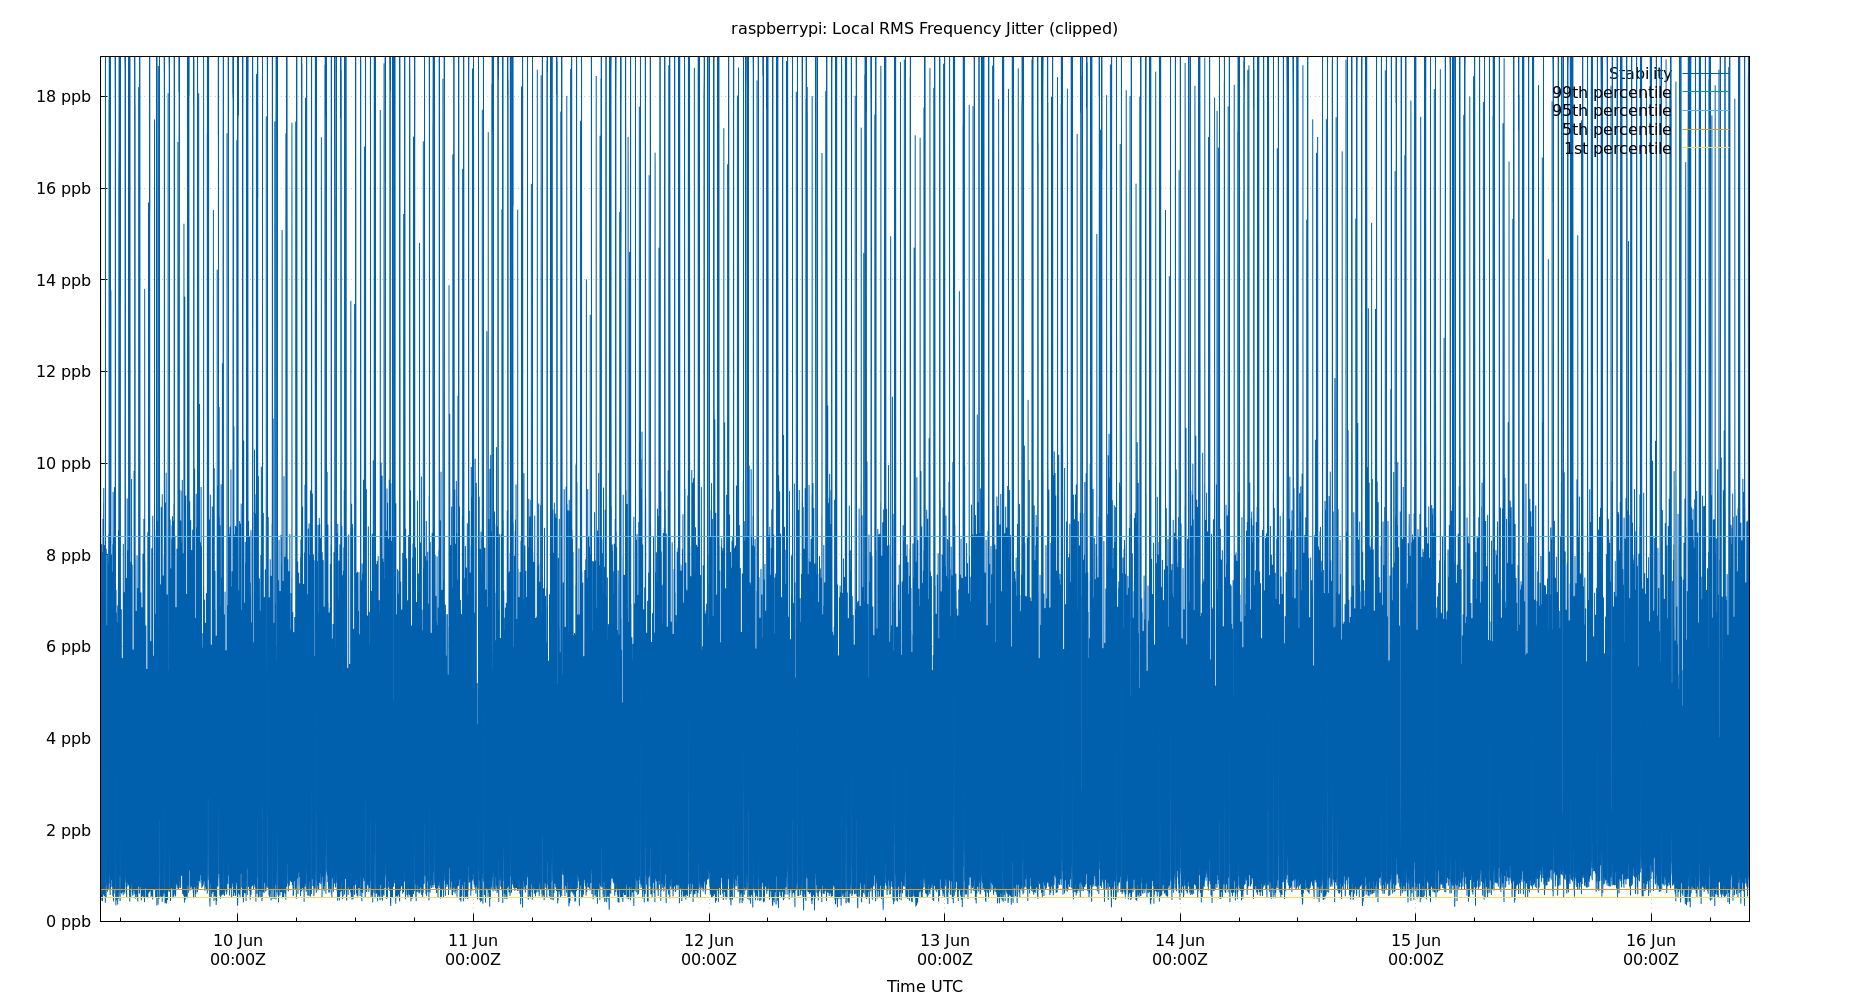 raspberrypi: Local RMS Frequency Jitter (clipped)
Stability
99th percentile
95th percentile
5th percentile
1st percentile
18 ppb
16 ppb
14 ppb
12 ppb
10 ppb
8 ppb
6 ppb
4 ppb
2 ppb
0 ppb
10 Jun 11 Jun 12 Jun 13 Jun 14 Jun 15 Jun 16 Jun
00:00Z 00:00Z 00:00Z 00:00Z 00:00Z 00:00Z 00:00Z
Time UTC